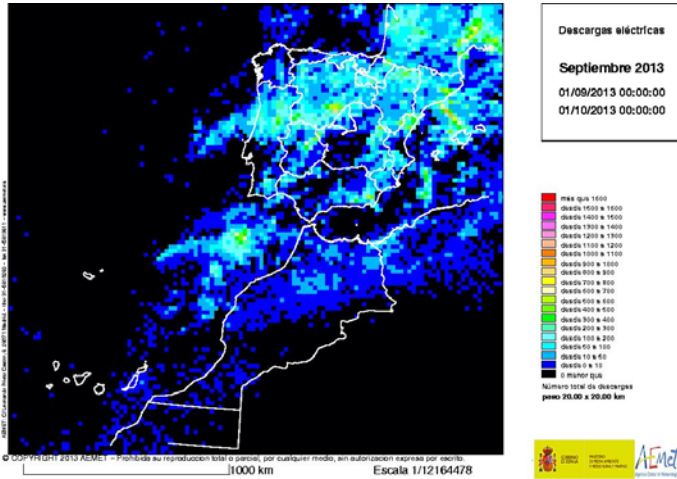 Descargas eléctricas
Septiembre 2013
01/09/2013 00:00:00
01/10/2013 00:00:00
más que 1600
desde 1500 a 1600
desde 1400 a 1500
desde 1300 a 1400
desde 1200 a 1300
desde 1100 a 1200
desde 1000 a 1100
desde 900 a 1000
desde 800 a 900
desde 700 a 800
desde 600 a 700
desde 500 a 600
desde 400 a 500
desde 300 a 400
desde 200 a 300
desde 100 a 200
desde 50 a 100
desde 10 a 50
desde 0 a 10
0 menor que
Número total de descargas
paso 20.00 x 20.00 km
© COPYRIGHT 2013 AEMET - Prohibida su reproducción total o parcial, por cualquier medio, sin autorización expresa por escrito.
1000 km
Escala 1/12164478
GOBIERNO
DE ESPAÑA
MINISTERIO
AEMet